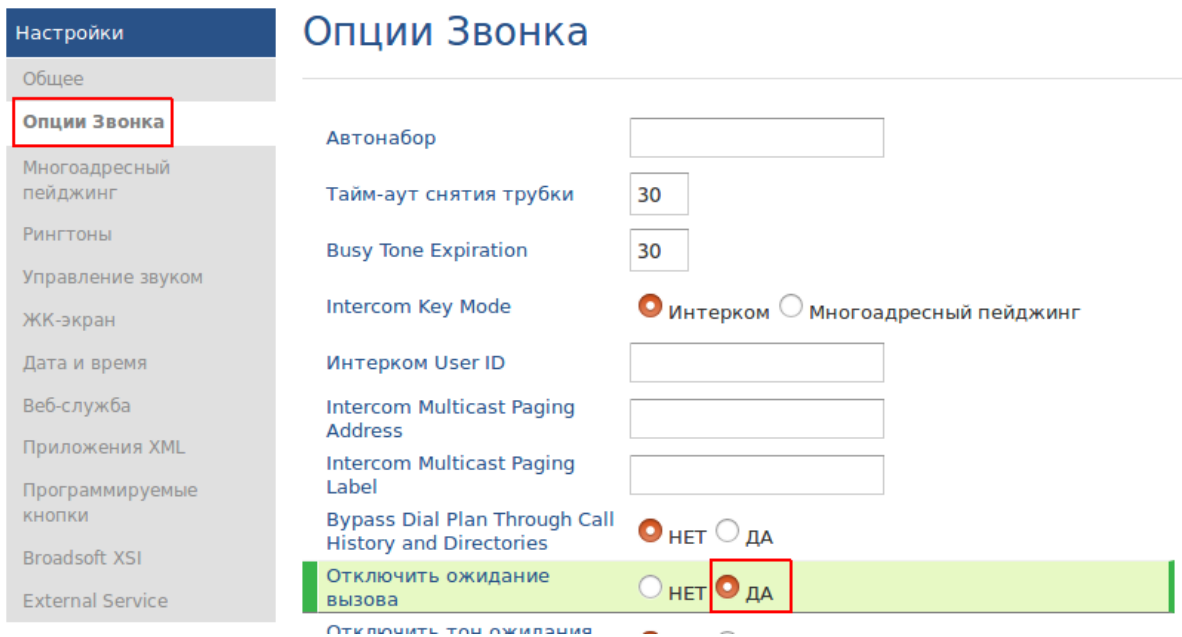 Настройки
Общее
Опции Звонка
Многоадресный
пейджинг
Рингтоны
Управление звуком
ЖК-экран
Дата и время
Веб-служба
Приложения XML
Программируемые
кнопки
Broadsoft XSI
External Service
Опции Звонка
Автонабор
Тайм-аут снятия трубки 30
Busy Tone Expiration 30
Intercom Key Mode Интерком Многоадресный пейджинг
Интерком User ID
Intercom Multicast Paging
Address
Intercom Multicast Paging
Label
Bypass Dial Plan Through Call
History and Directories НЕТ ДА
Отключить ожидание
вызова НЕТ ДА
Отключить тон ожидания